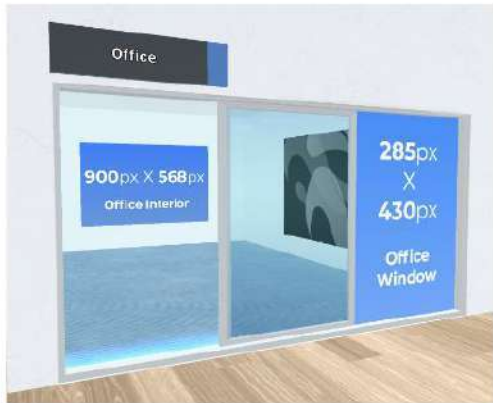 Office
900px X 568px
Office Interior
285px
X
430px
Office
Window